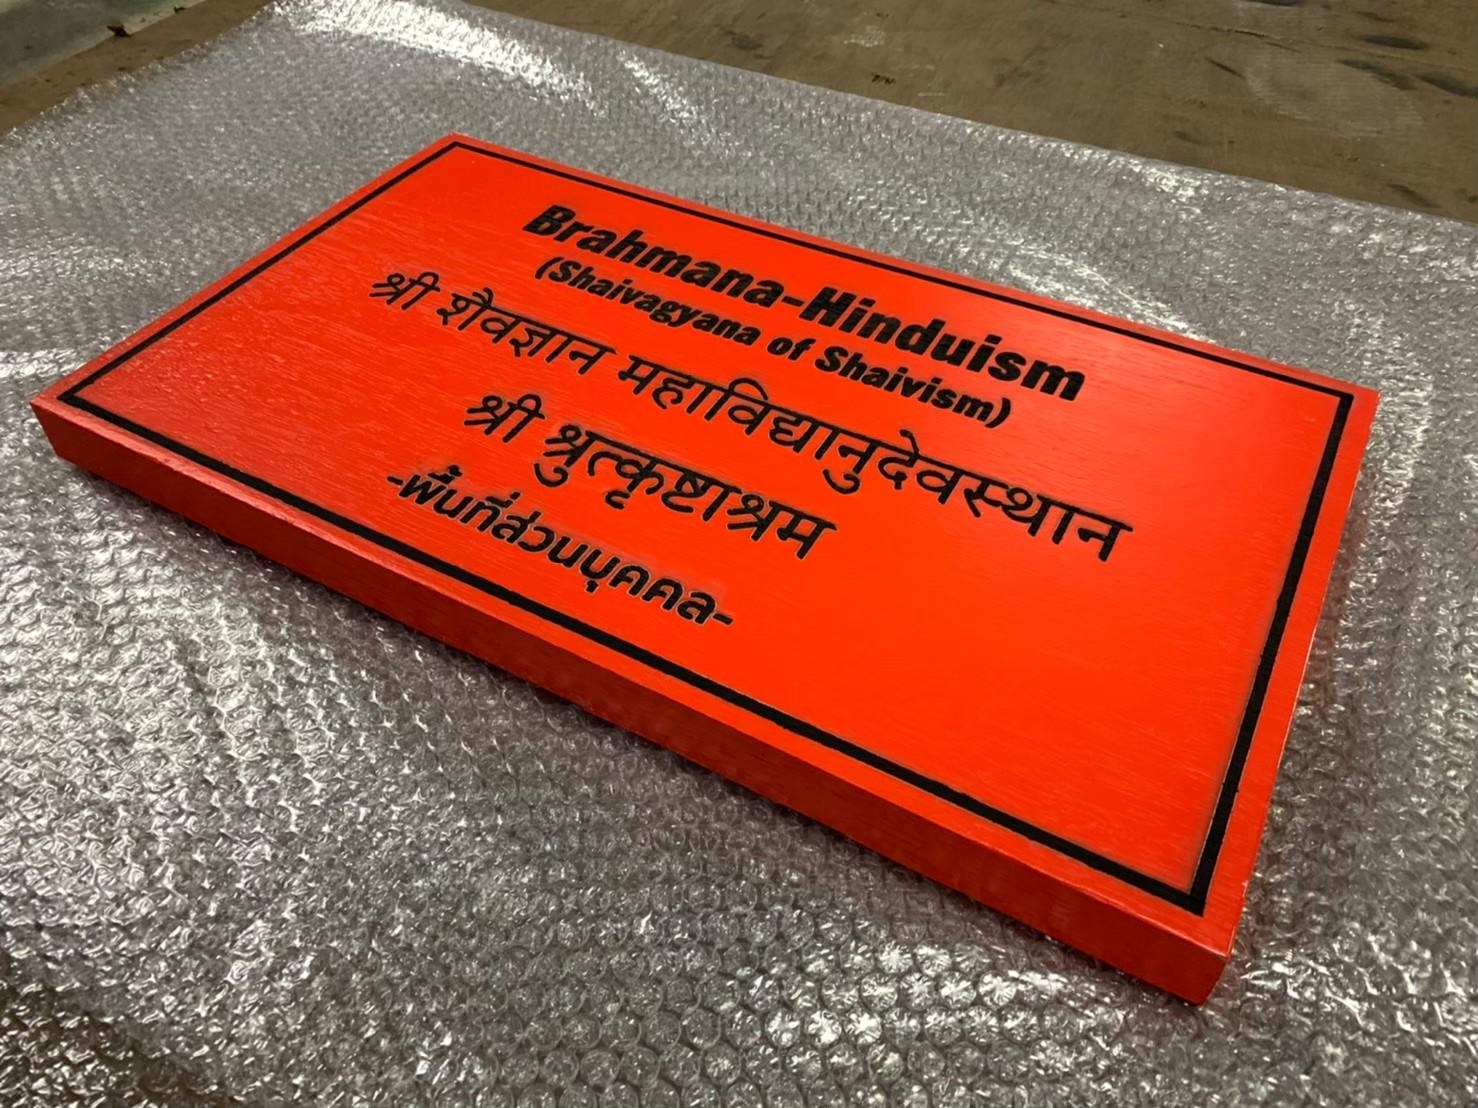 Brahmana-Hinduism
(Shaivagyana of Shaivism)
श्री शैवज्ञान महाविद्यानुदेवस्थान
श्री श्रुत्कृष्टाश्रम
-พื้นที่ส่วนบุคคล-